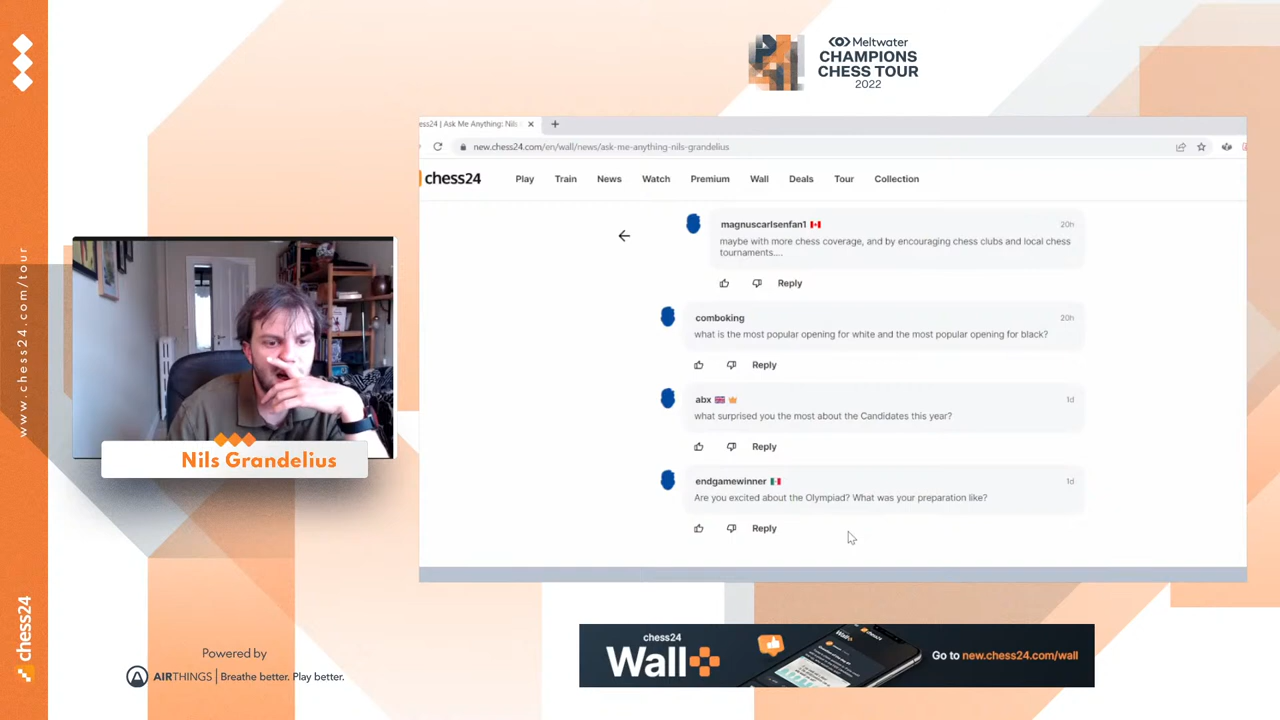 Meltwater
CHAMPIONS
CHESS TOUR
2022
ess24 | Ask Me Anything: Nils
new.chess24.com/en/wall/news/ask-me-anything-nils-grandelius
chess24
Play
Train
News
Watch
Premium
Wall
Deals
Tour
Collection
magnuscarlsenfan1
20h
maybe with more chess coverage, and by encouraging chess clubs and local chess
tournaments....
Reply
comboking
20h
what is the most popular opening for white and the most popular opening for black?
Reply
abx
1d
what surprised you the most about the Candidates this year?
Reply
endgamewinner
1d
Are you excited about the Olympiad? What was your preparation like?
Reply
www.chess24.com/tour
chess24
Nils Grandelius
Powered by
AIRTHINGS | Breathe better. Play better.
chess24
Wall
Wall
Go to new.chess24.com/wall